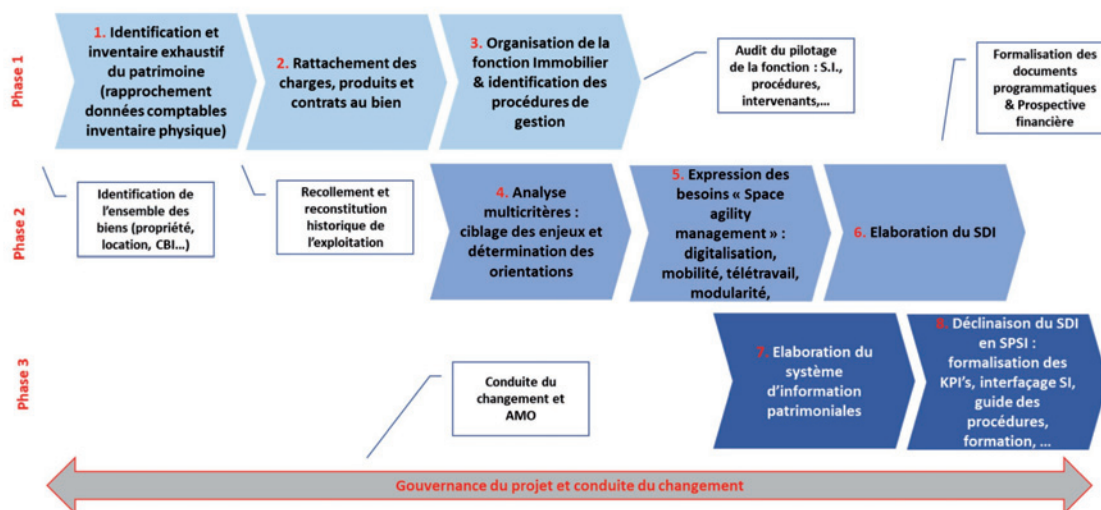 Phase 1
1. Identification et
inventaire exhaustif
du patrimoine
(rapprochement
données comptables
inventaire physique)
2. Rattachement des
charges, produits et
contrats au bien
3. Organisation de la
fonction Immobilier
& identification des
procédures de
gestion
Audit du pilotage
de la fonction : S.I.,
procédures,
intervenants,...
Formalisation des
documents
programmatiques
& Prospective
financière
Phase 2
Identification de
l'ensemble des
biens (propriété,
location, CBI...)
Recollement et
reconstitution
historique de
l'exploitation
4. Analyse
multicritères :
ciblage des enjeux et
détermination des
orientations
5. Expression des
besoins « Space
agility
management » :
digitalisation,
mobilité, télétravail,
modularité,
6. Elaboration du SDI
Phase 3
Conduite du
changement et
AMO
7. Elaboration du
système
d'information
patrimoniales
8. Déclinaison du SDI
en SPSI :
formalisation des
KPI's, interfaçage SI,
guide des
procédures,
formation, ...
Gouvernance du projet et conduite du changement